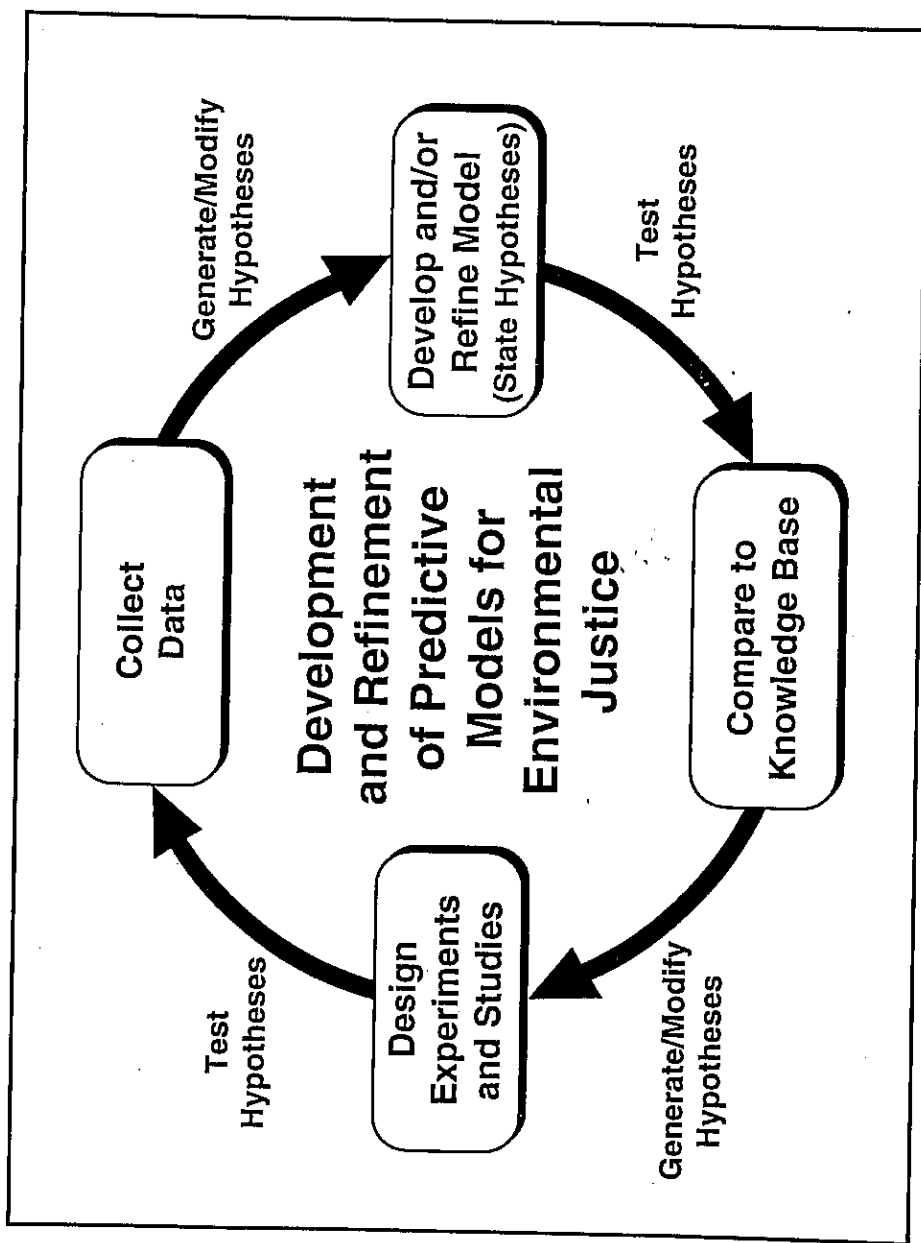 Collect
Data
Test
Hypotheses
Generate/Modify
Hypotheses
Design
Experiments
and Studies
Development
and Refinement
of Predictive
Models for
Environmental
Justice
Develop and/or
Refine Model
(State Hypotheses)
Generate/Modify
Hypotheses
Test
Hypotheses
Compare to
Knowledge Base